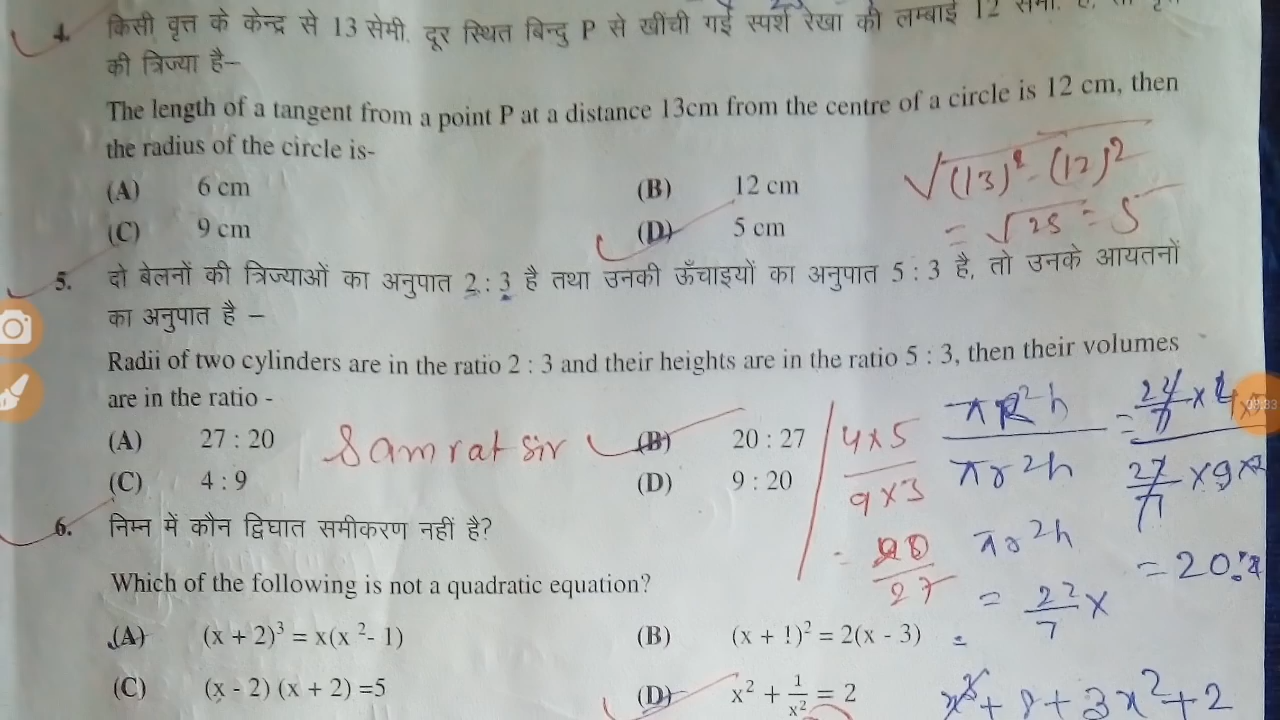 4. किसी वृत्त के केन्द्र से 13 सेमी. दूर स्थित बिन्दु P से खींची गई स्पर्श रेखा की लम्बाई 12
की त्रिज्या है–
The length of a tangent from a point P at a distance 13cm from the centre of a circle is 12 cm, then
the radius of the circle is-
(A) 6 cm (B) 12 cm
(C) 9 cm (D) 5 cm
√(13)² - (12)²
= √25 = 5
5. दो बेलनों की त्रिज्याओं का अनुपात 2 : 3 है तथा उनकी ऊँचाइयों का अनुपात 5 : 3 है, तो उनके आयतनों
का अनुपात है –
Radii of two cylinders are in the ratio 2 : 3 and their heights are in the ratio 5 : 3, then their volumes
are in the ratio -
(A) 27 : 20 Samrat sir (B) 20 : 27
(C) 4 : 9 (D) 9 : 20
4×5
9×3
= 20
27
πR²h
πr²h
πr²h
= 22/7 ×
= 20:
6. निम्न में कौन द्विघात समीकरण नहीं है?
Which of the following is not a quadratic equation?
(A) (x + 2)³ = x(x ²- 1) (B) (x + !)² = 2(x - 3)
(C) (x - 2) (x + 2) =5 (D) x² + 1/x² = 2
x³ + 8 + 3x² + 2